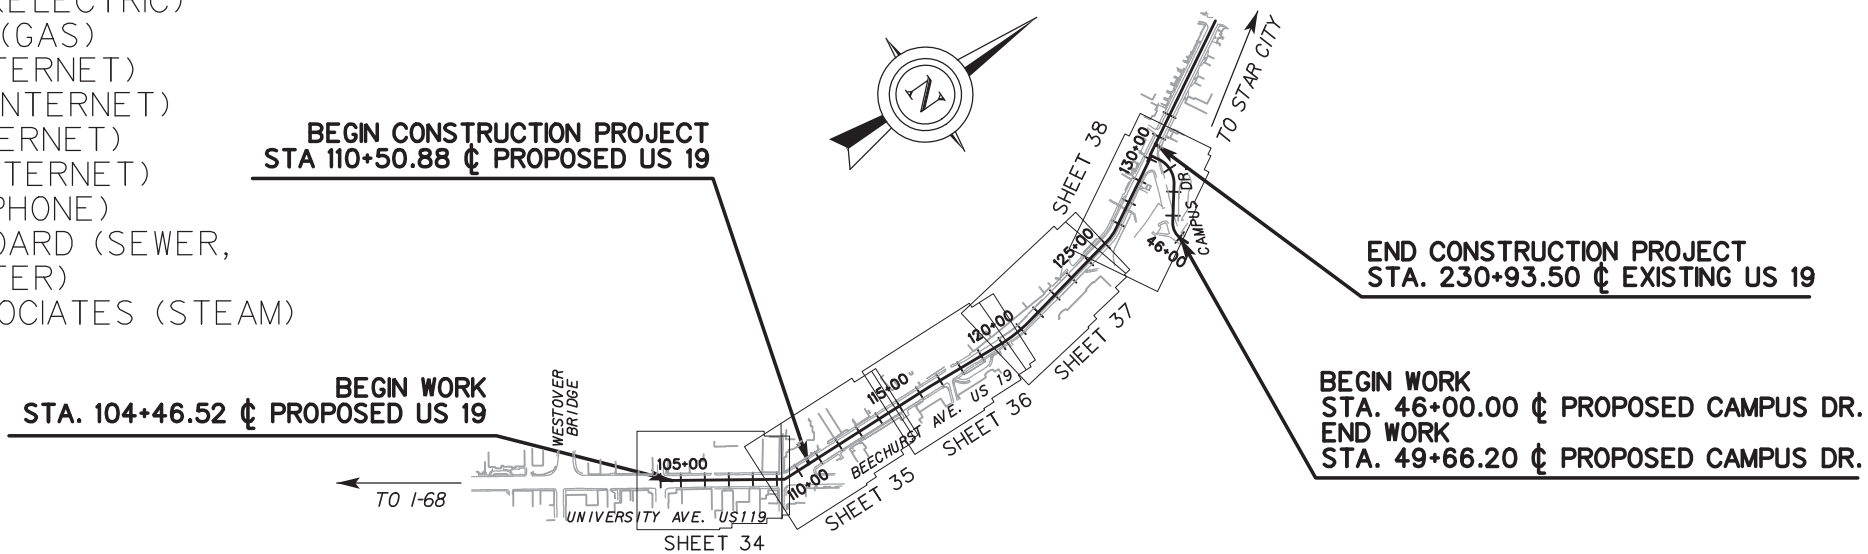 (ELECTRIC)
(GAS)
TERNET)
INTERNET)
ERNET)
TERNET)
PHONE)
OARD (SEWER,
TER)
OCIATES (STEAM)
BEGIN CONSTRUCTION PROJECT
STA 110+50.88 ℄ PROPOSED US 19
BEGIN WORK
STA. 104+46.52 ℄ PROPOSED US 19
WESTOVER
BRIDGE
TO I-68
105+00
UNIVERSITY AVE. US119
SHEET 34
110+00
SHEET 35
115+00
BEECHURST AVE. US 19
SHEET 36
120+00
SHEET 37
125+00
SHEET 38
130+00
N
TO STAR CITY
CAMPUS DR.
46+00
END CONSTRUCTION PROJECT
STA. 230+93.50 ℄ EXISTING US 19
BEGIN WORK
STA. 46+00.00 ℄ PROPOSED CAMPUS DR.
END WORK
STA. 49+66.20 ℄ PROPOSED CAMPUS DR.